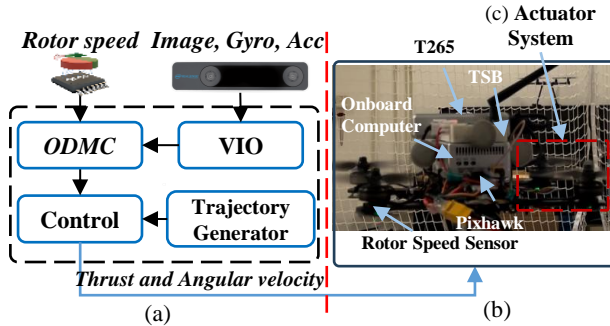 Rotor speed
Image, Gyro, Acc
ODMC
VIO
Control
Trajectory
Generator
Thrust and Angular velocity
(a)
(c) Actuator
System
T265
TSB
Onboard
Computer
Pixhawk
Rotor Speed Sensor
(b)